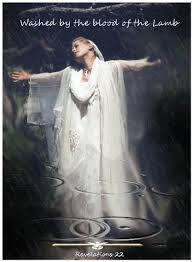 Washed by the blood of the Lamb
Revelations 22